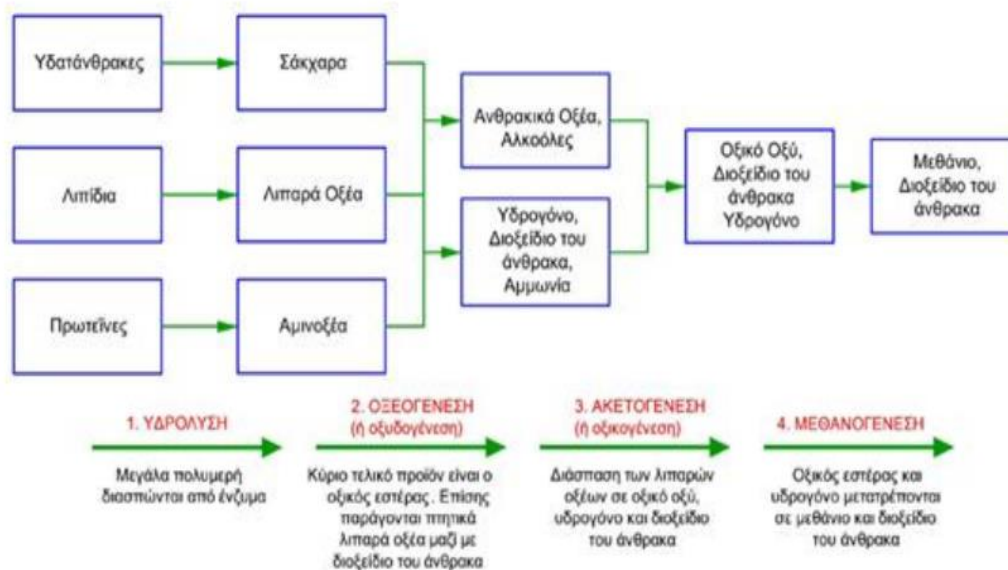 Υδατάνθρακες
Σάκχαρα
Λιπίδια
Λιπαρά Οξέα
Πρωτεΐνες
Αμινοξέα
Ανθρακικά Οξέα,
Αλκοόλες
Υδρογόνο,
Διοξείδιο του
άνθρακα,
Αμμωνία
Οξικό Οξύ,
Διοξείδιο του
άνθρακα
Υδρογόνο
Μεθάνιο,
Διοξείδιο του
άνθρακα
1. ΥΔΡΟΛΥΣΗ
Μεγάλα πολυμερή
διασπώνται από ένζυμα
2. ΟΞΕΟΓΕΝΕΣΗ
(ή οξυδογένεση)
Κύριο τελικό προϊόν είναι ο
οξικός εστέρας. Επίσης
παράγονται πτητικά
λιπαρά οξέα μαζί με
διοξείδιο του άνθρακα
3. ΑΚΕΤΟΓΕΝΕΣΗ
(ή οξικογένεση)
Διάσπαση των λιπαρών
οξέων σε οξικό οξύ,
υδρογόνο και διοξείδιο
του άνθρακα
4. ΜΕΘΑΝΟΓΕΝΕΣΗ
Οξικός εστέρας και
υδρογόνο μετατρέπονται
σε μεθάνιο και διοξείδιο
του άνθρακα